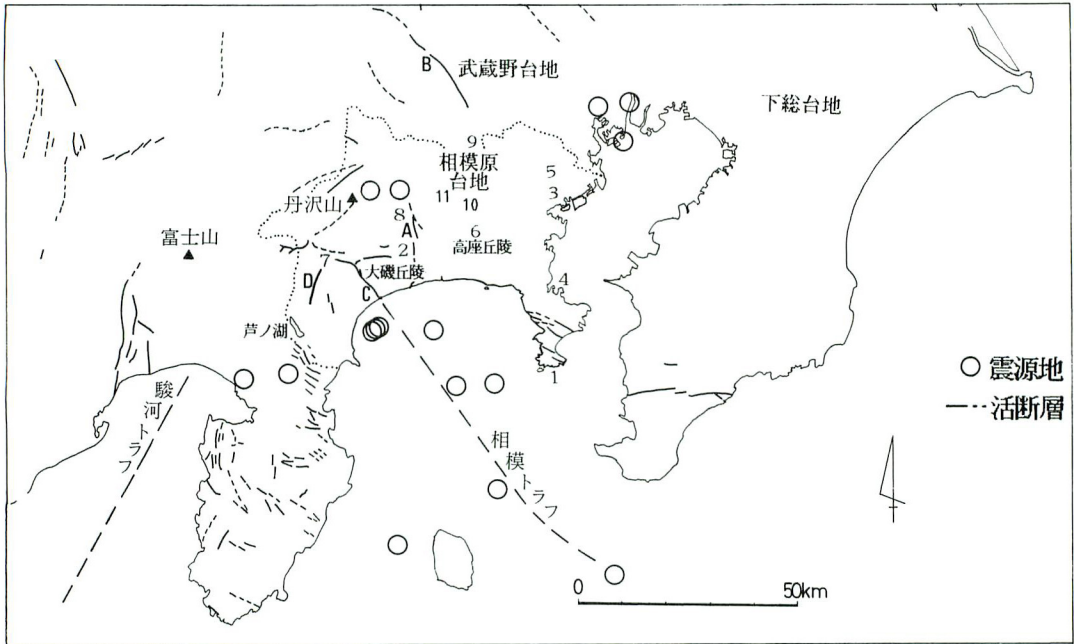 B
武蔵野台地
下総台地
9
相模原
台地
5
3
11
10
丹沢山
8
A
6
高座丘陵
富士山
2
7
大磯丘陵
D
C
4
芦ノ湖
1
駿河トラフ
相模トラフ
震源地
活断層
0
50km